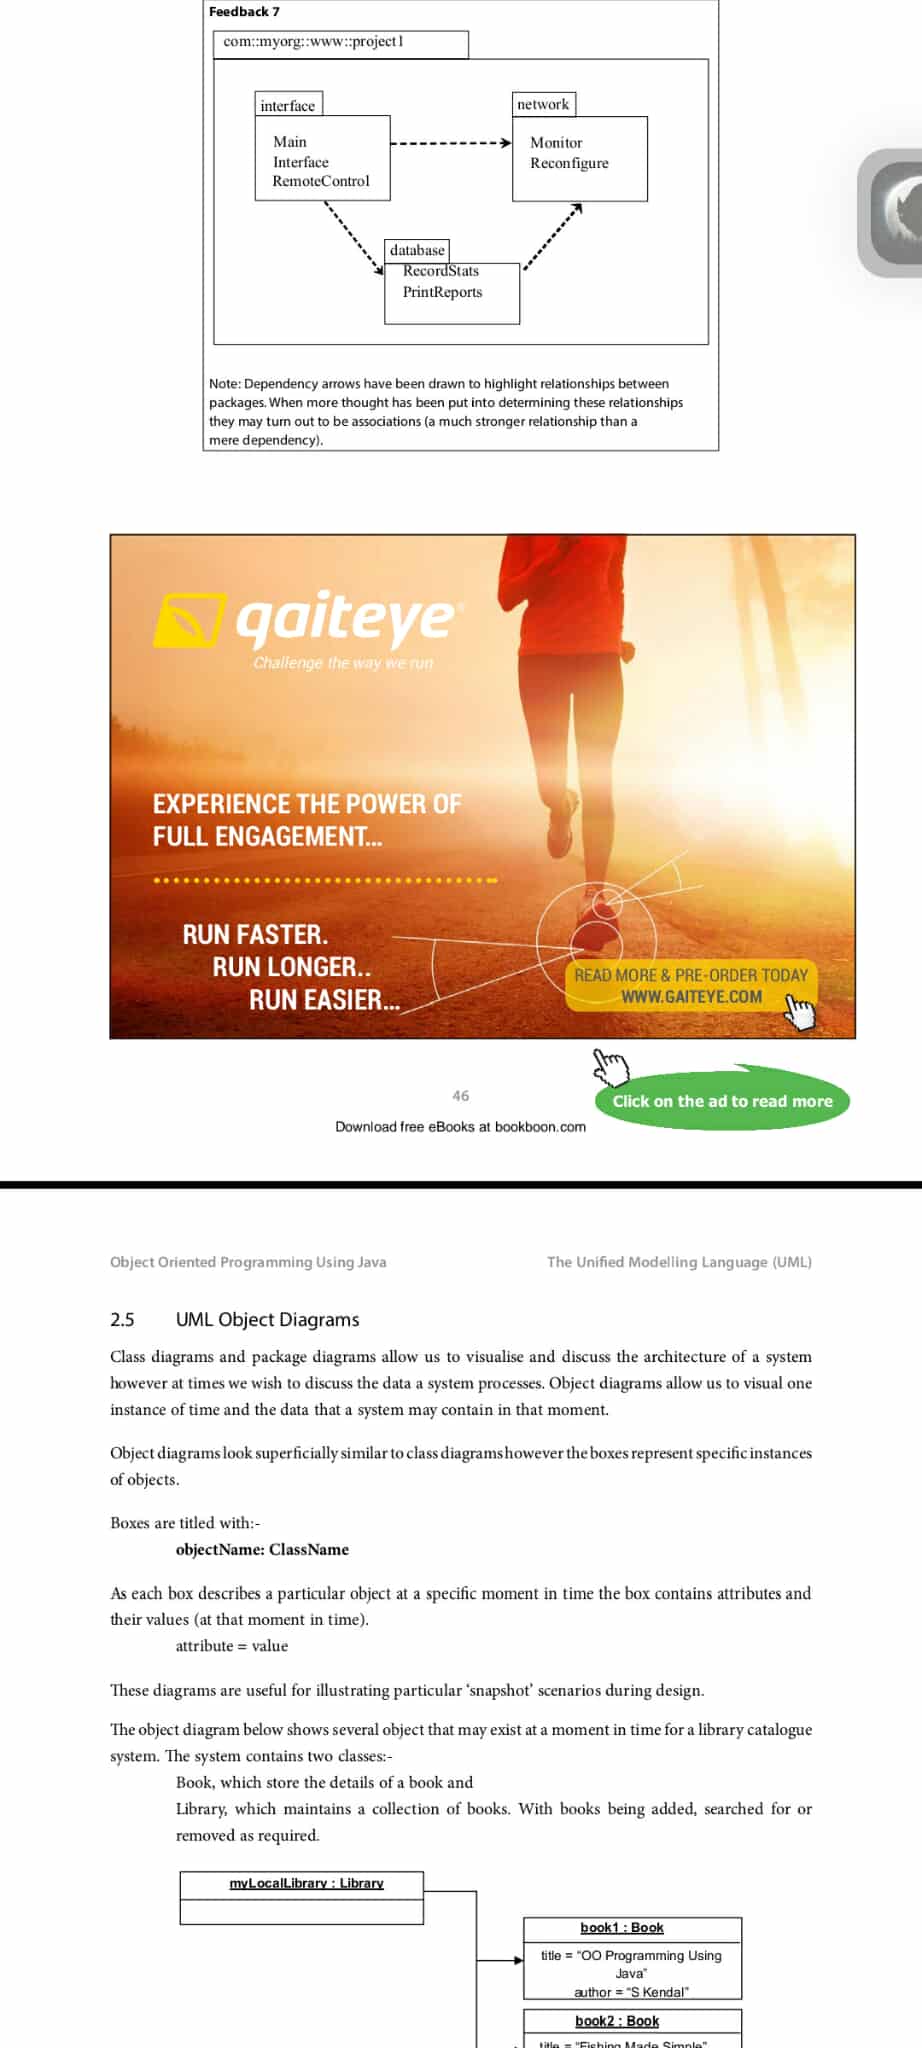 Feedback 7
com::myorg::www::project1
interface
network
Main
Interface
RemoteControl
Monitor
Reconfigure
database
RecordStats
PrintReports
Note: Dependency arrows have been drawn to highlight relationships between
packages. When more thought has been put into determining these relationships
they may turn out to be associations (a much stronger relationship than a
mere dependency).
gaiteye
Challenge the way we run
EXPERIENCE THE POWER OF
FULL ENGAGEMENT...
RUN FASTER.
RUN LONGER..
RUN EASIER...
READ MORE & PRE-ORDER TODAY
WWW.GAITEYE.COM
46
Click on the ad to read more
Download free eBooks at bookboon.com
Object Oriented Programming Using Java
The Unified Modelling Language (UML)
2.5 UML Object Diagrams
Class diagrams and package diagrams allow us to visualise and discuss the architecture of a system
however at times we wish to discuss the data a system processes. Object diagrams allow us to visual one
instance of time and the data that a system may contain in that moment.
Object diagrams look superficially similar to class diagrams however the boxes represent specific instances
of objects.
Boxes are titled with:-
objectName: ClassName
As each box describes a particular object at a specific moment in time the box contains attributes and
their values (at that moment in time).
attribute = value
These diagrams are useful for illustrating particular ‘snapshot’ scenarios during design.
The object diagram below shows several object that may exist at a moment in time for a library catalogue
system. The system contains two classes:-
Book, which store the details of a book and
Library, which maintains a collection of books. With books being added, searched for or
removed as required.
myLocalLibrary : Library
book1 : Book
title = “OO Programming Using
Java”
author = “S Kendal”
book2 : Book
title = “Fishing Made Simple”